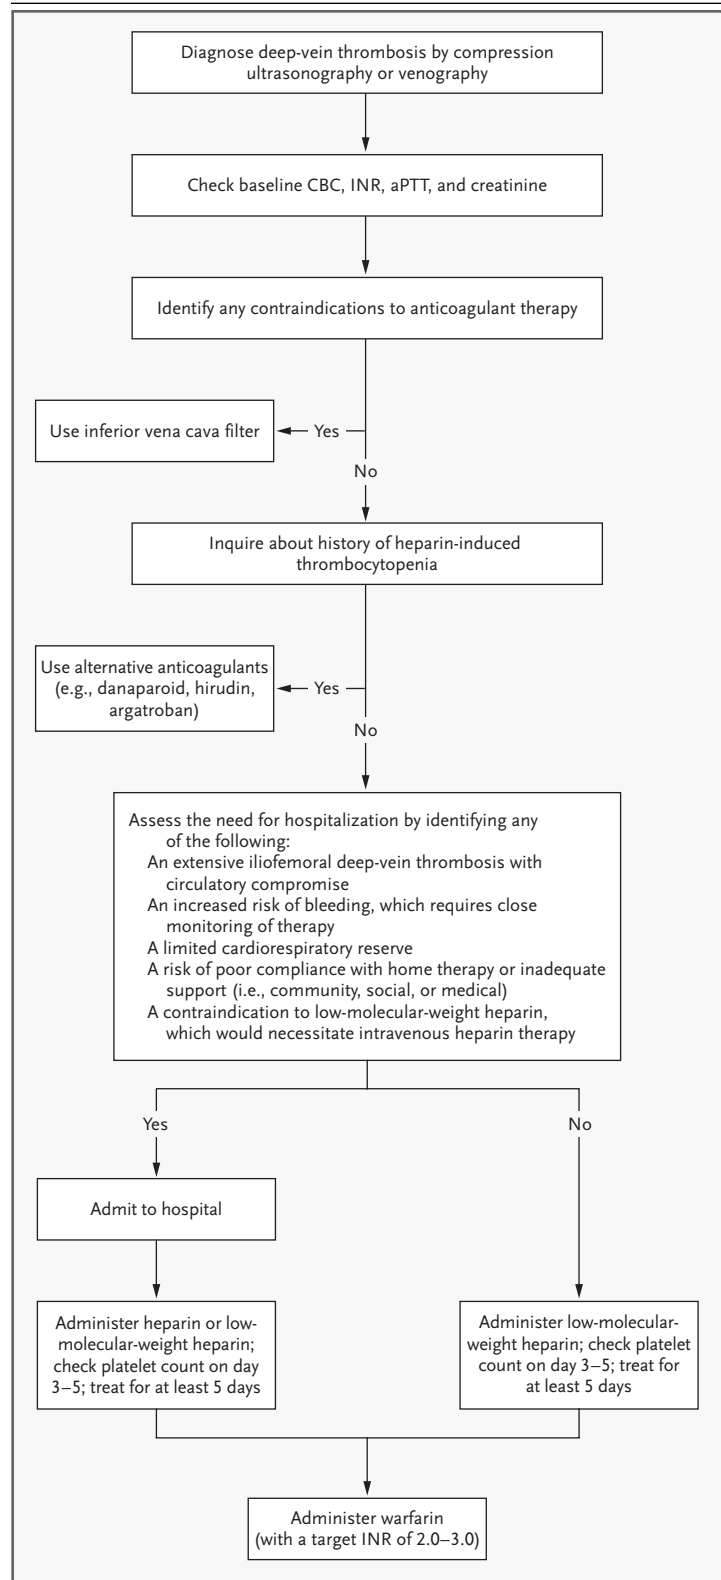 Diagnose deep-vein thrombosis by compression
ultrasonography or venography
Check baseline CBC, INR, aPTT, and creatinine
Identify any contraindications to anticoagulant therapy
Use inferior vena cava filter
Yes
No
Inquire about history of heparin-induced
thrombocytopenia
Use alternative anticoagulants
(e.g., danaparoid, hirudin,
argatroban)
Yes
No
Assess the need for hospitalization by identifying any
of the following:
An extensive iliofemoral deep-vein thrombosis with
circulatory compromise
An increased risk of bleeding, which requires close
monitoring of therapy
A limited cardiorespiratory reserve
A risk of poor compliance with home therapy or inadequate
support (i.e., community, social, or medical)
A contraindication to low-molecular-weight heparin,
which would necessitate intravenous heparin therapy
Yes
No
Admit to hospital
Administer heparin or low-
molecular-weight heparin;
check platelet count on day
3–5; treat for at least 5 days
Administer low-molecular-
weight heparin; check platelet
count on day 3–5; treat for
at least 5 days
Administer warfarin
(with a target INR of 2.0–3.0)